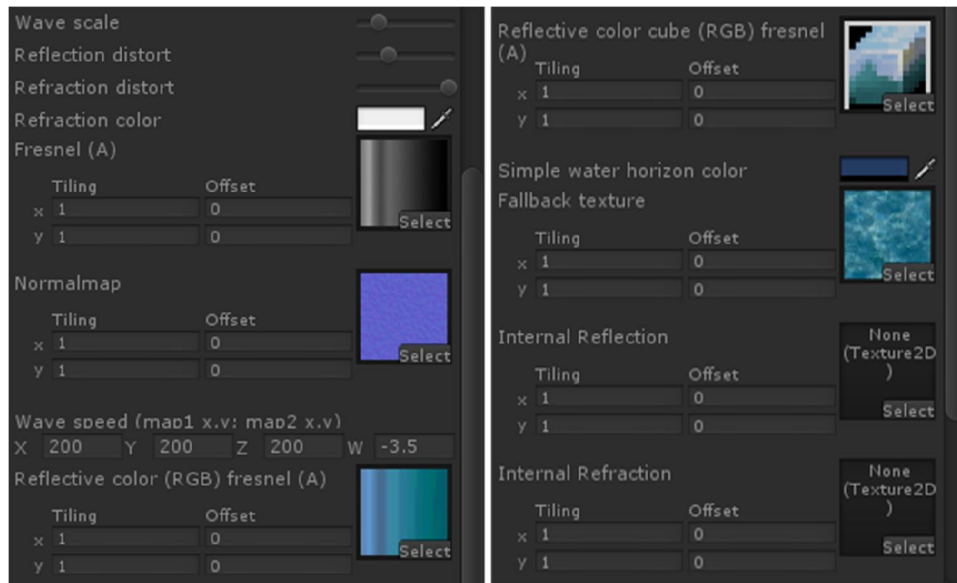 Wave scale
Reflection distort
Refraction distort
Refraction color
Fresnel (A)
Tiling Offset
x 1 0
y 1 0
Select
Normalmap
Tiling Offset
x 1 0
y 1 0
Select
Wave speed (map1 x,y; map2 x,y)
X 200 Y 200 Z 200 W -3.5
Reflective color (RGB) fresnel (A)
Tiling Offset
x 1 0
y 1 0
Select
Reflective color cube (RGB) fresnel
(A)
Tiling Offset
x 1 0
y 1 0
Select
Simple water horizon color
Fallback texture
Tiling Offset
x 1 0
y 1 0
Select
Internal Reflection
None
(Texture2D
)
Tiling Offset
x 1 0
y 1 0
Select
Internal Refraction
None
(Texture2D
)
Tiling Offset
x 1 0
y 1 0
Select